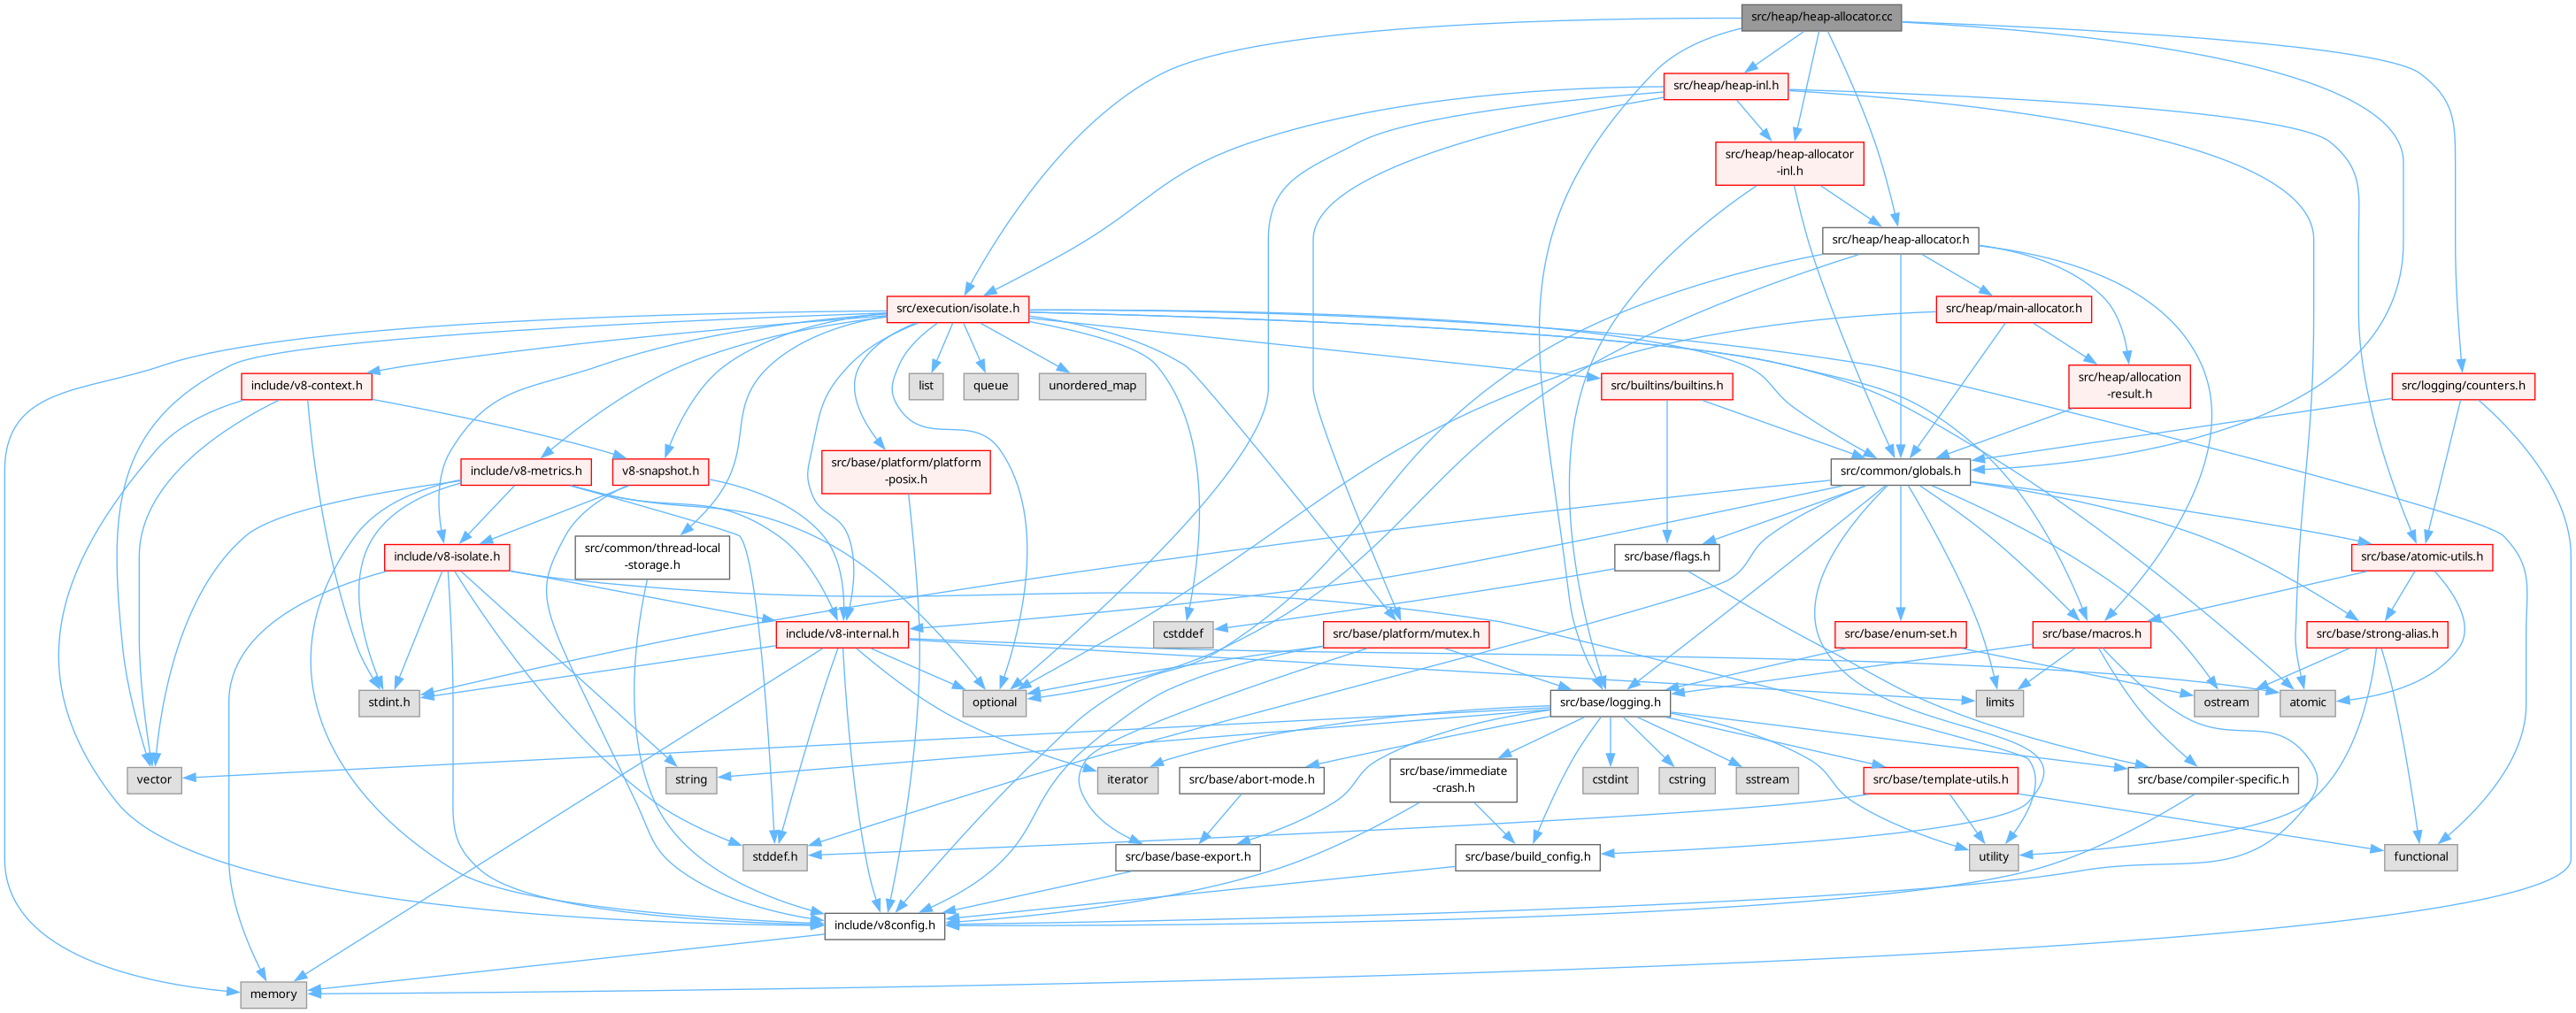 src/heap/heap-allocator.cc
src/heap/heap-inl.h
src/heap/heap-allocator
-inl.h
src/heap/heap-allocator.h
src/execution/isolate.h
src/heap/main-allocator.h
include/v8-context.h
list
queue
unordered_map
src/builtins/builtins.h
src/heap/allocation
-result.h
src/logging/counters.h
include/v8-metrics.h
v8-snapshot.h
src/base/platform/platform
-posix.h
src/common/globals.h
include/v8-isolate.h
src/common/thread-local
-storage.h
src/base/flags.h
src/base/atomic-utils.h
include/v8-internal.h
cstddef
src/base/platform/mutex.h
src/base/enum-set.h
src/base/macros.h
src/base/strong-alias.h
stdint.h
optional
src/base/logging.h
limits
ostream
atomic
vector
string
iterator
src/base/abort-mode.h
src/base/immediate
-crash.h
cstdint
cstring
sstream
src/base/template-utils.h
src/base/compiler-specific.h
stddef.h
src/base/base-export.h
src/base/build_config.h
utility
functional
include/v8config.h
memory